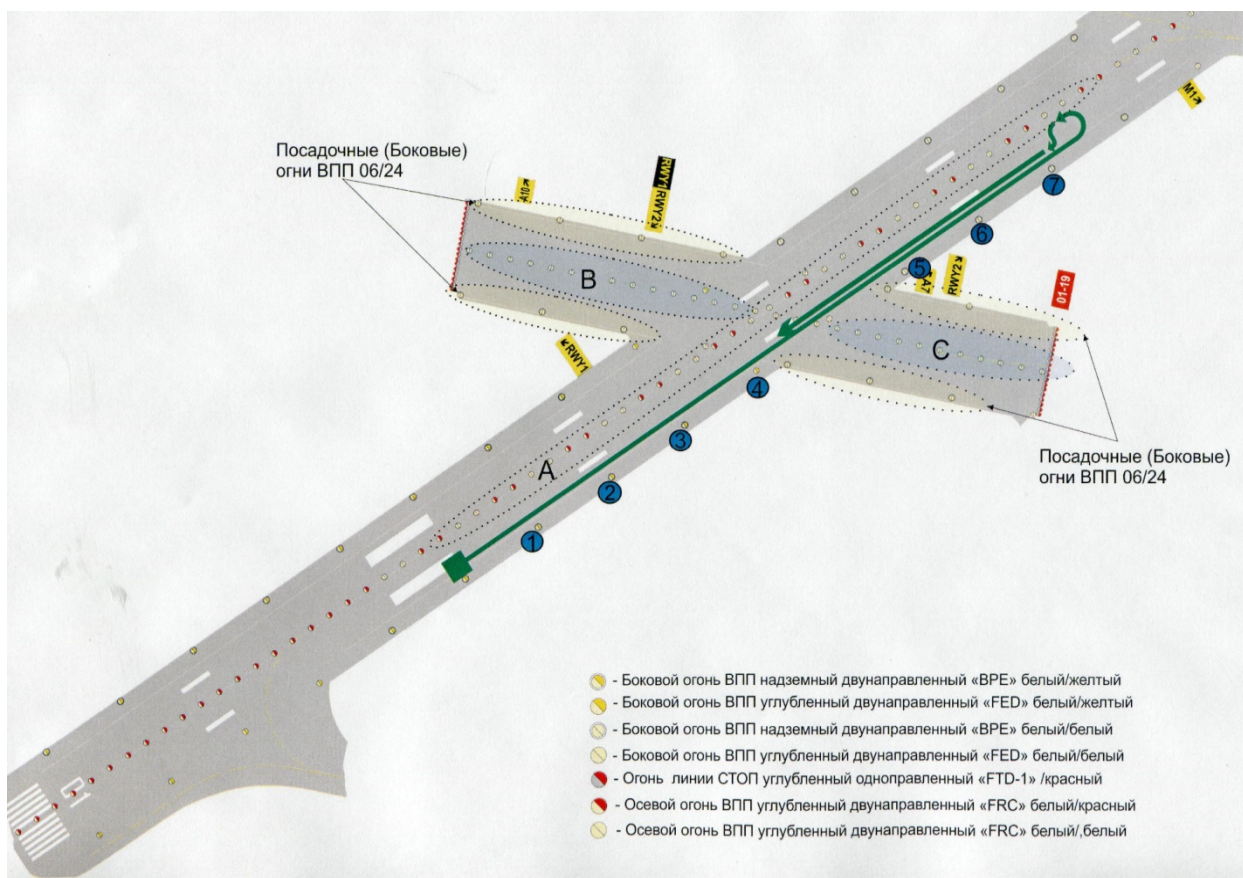 Посадочные (Боковые)
огни ВПП 06/24
A10
RWY1
RWY2
M1
B
7
6
5
A7
RWY2
01-19
C
RWY1
4
A
3
2
1
Посадочные (Боковые)
огни ВПП 06/24
- Боковой огонь ВПП надземный двунаправленный «BPE» белый/желтый
- Боковой огонь ВПП углубленный двунаправленный «FED» белый/желтый
- Боковой огонь ВПП надземный двунаправленный «BPE» белый/белый
- Боковой огонь ВПП углубленный двунаправленный «FED» белый/белый
- Огонь линии СТОП углубленный одноправленный «FTD-1» /красный
- Осевой огонь ВПП углубленный двунаправленный «FRC» белый/красный
- Осевой огонь ВПП углубленный двунаправленный «FRC» белый/,белый